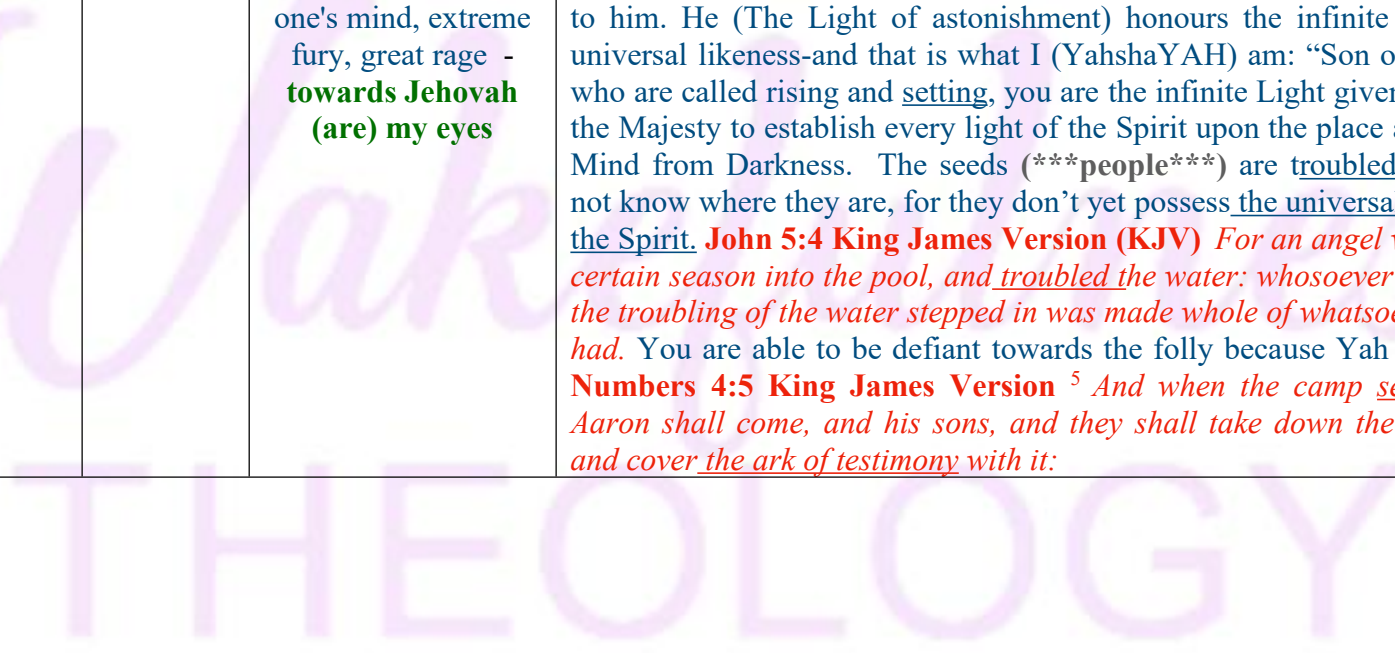 one's mind, extreme
fury, great rage -
towards Jehovah
(are) my eyes
to him. He (The Light of astonishment) honours the infinite
universal likeness-and that is what I (YahshaYAH) am: “Son o
who are called rising and setting, you are the infinite Light given
the Majesty to establish every light of the Spirit upon the place
Mind from Darkness. The seeds (***people***) are troubled
not know where they are, for they don’t yet possess the universa
the Spirit. John 5:4 King James Version (KJV) For an angel
certain season into the pool, and troubled the water: whosoever
the troubling of the water stepped in was made whole of whatsoe
had. You are able to be defiant towards the folly because Yah
Numbers 4:5 King James Version 5 And when the camp se
Aaron shall come, and his sons, and they shall take down the
and cover the ark of testimony with it:
THEOLOGY